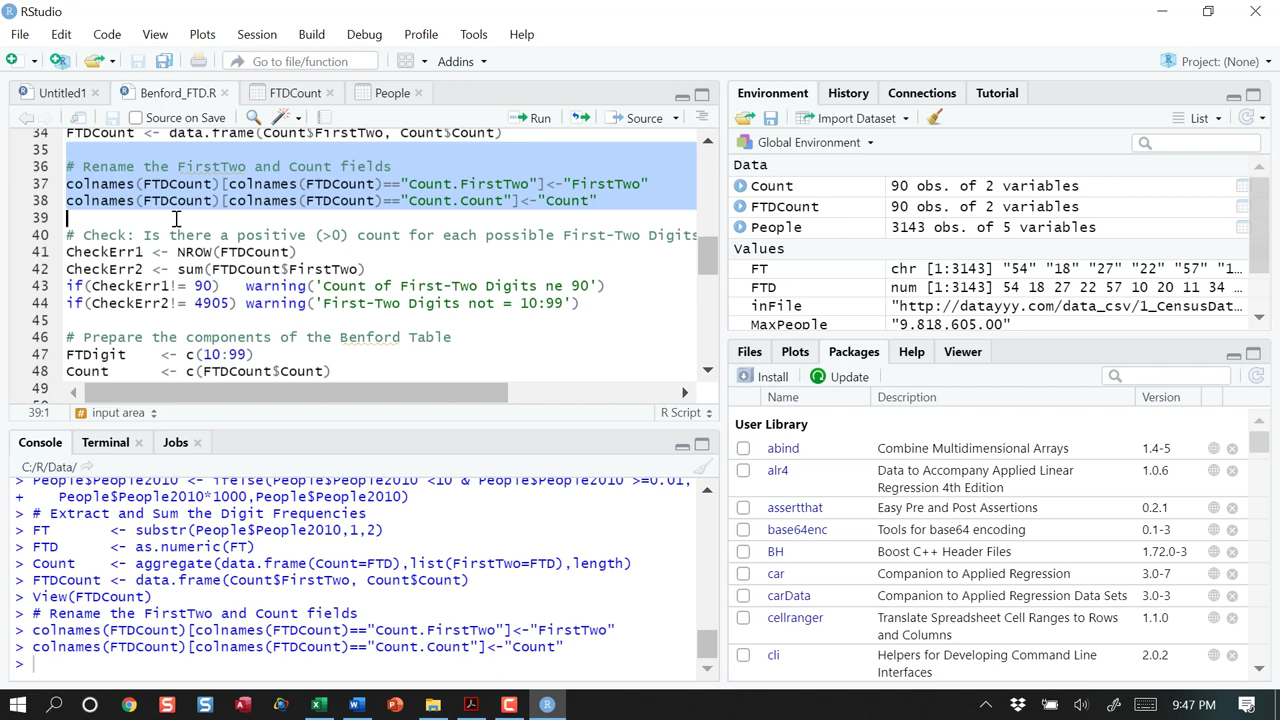 RStudio
File Edit Code View Plots Session Build Debug Profile Tools Help
Go to file/function Addins Project: (None)
Untitled1 Benford_FTD.R FTDCount People
Source on Save Run Source
34 FTDCount <- data.frame(Count$FirstTwo, Count$Count)
35
36 # Rename the FirstTwo and Count fields
37 colnames(FTDCount)[colnames(FTDCount)=="Count.FirstTwo"]<-"FirstTwo"
38 colnames(FTDCount)[colnames(FTDCount)=="Count.Count"]<-"Count"
39
40 # Check: Is there a positive (>0) count for each possible First-Two Digits
41 CheckErr1 <- NROW(FTDCount)
42 CheckErr2 <- sum(FTDCount$FirstTwo)
43 if(CheckErr1!= 90) warning('Count of First-Two Digits ne 90')
44 if(CheckErr2!= 4905) warning('First-Two Digits not = 10:99')
45
46 # Prepare the components of the Benford Table
47 FTDigit <- c(10:99)
48 Count <- c(FTDCount$Count)
49
39:1 # input area R Script
Console Terminal Jobs
C:/R/Data/
> People$People2010 <- ifelse(People$People2010 <10 & People$People2010 >=0.01,
+ People$People2010*1000,People$People2010)
> # Extract and Sum the Digit Frequencies
> FT <- substr(People$People2010,1,2)
> FTD <- as.numeric(FT)
> Count <- aggregate(data.frame(Count=FTD),list(FirstTwo=FTD),length)
> FTDCount <- data.frame(Count$FirstTwo, Count$Count)
> View(FTDCount)
> # Rename the FirstTwo and Count fields
> colnames(FTDCount)[colnames(FTDCount)=="Count.FirstTwo"]<-"FirstTwo"
> colnames(FTDCount)[colnames(FTDCount)=="Count.Count"]<-"Count"
>
Environment History Connections Tutorial
Import Dataset List
Global Environment
Data
Count 90 obs. of 2 variables
FTDCount 90 obs. of 2 variables
People 3143 obs. of 5 variables
Values
FT chr [1:3143] "54" "18" "27" "22" "57" "1...
FTD num [1:3143] 54 18 27 22 57 10 20 11 34 ...
inFile "http://datayyy.com/data_csv/1_CensusDat...
MaxPeople "9.818.605.00"
Files Plots Packages Help Viewer
Install Update
Name Description Version
User Library
abind Combine Multidimensional Arrays 1.4-5
alr4 Data to Accompany Applied Linear Regression 4th Edition 1.0.6
assertthat Easy Pre and Post Assertions 0.2.1
base64enc Tools for base64 encoding 0.1-3
BH Boost C++ Header Files 1.72.0-3
car Companion to Applied Regression 3.0-7
carData Companion to Applied Regression Data Sets 3.0-3
cellranger Translate Spreadsheet Cell Ranges to Rows and Columns 1.1.0
cli Helpers for Developing Command Line Interfaces 2.0.2
9:47 PM